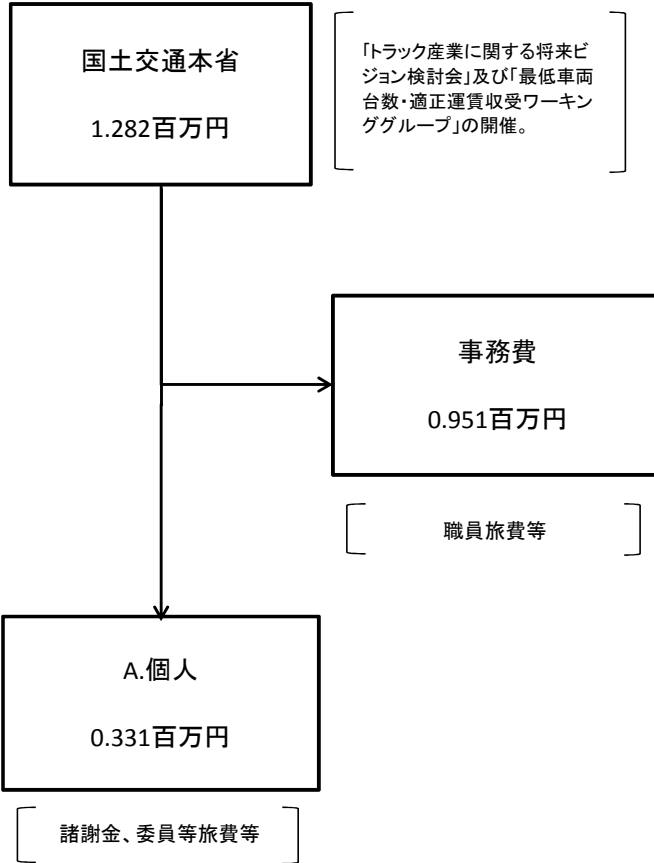 国土交通本省
1.282百万円
「トラック産業に関する将来ビ
ジョン検討会」及び「最低車両
台数・適正運賃収受ワーキン
ググループ」の開催。
事務費
0.951百万円
職員旅費等
A.個人
0.331百万円
諸謝金、委員等旅費等